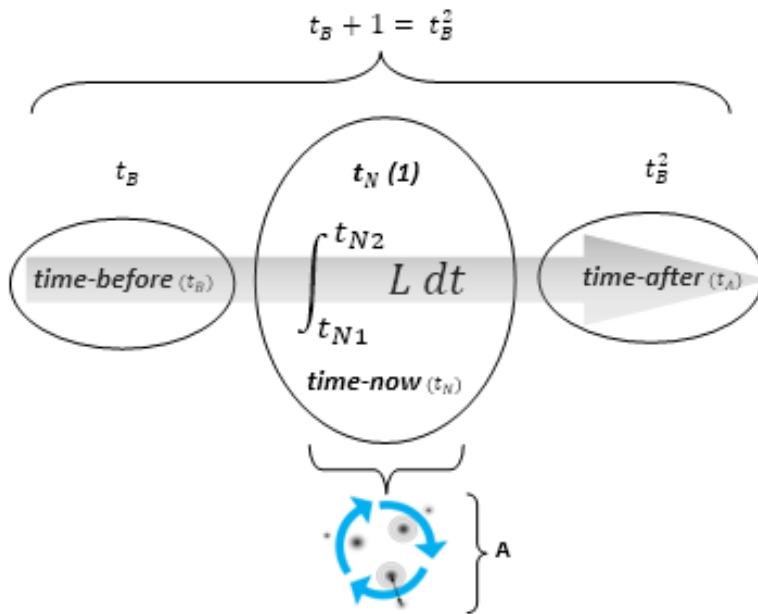 t_B + 1 = t_B^2
t_B
t_N (1)
t_B^2
∫ t_N2
time-before (t_B)
L dt
time-after (t_A)
t_N1
time-now (t_N)
A